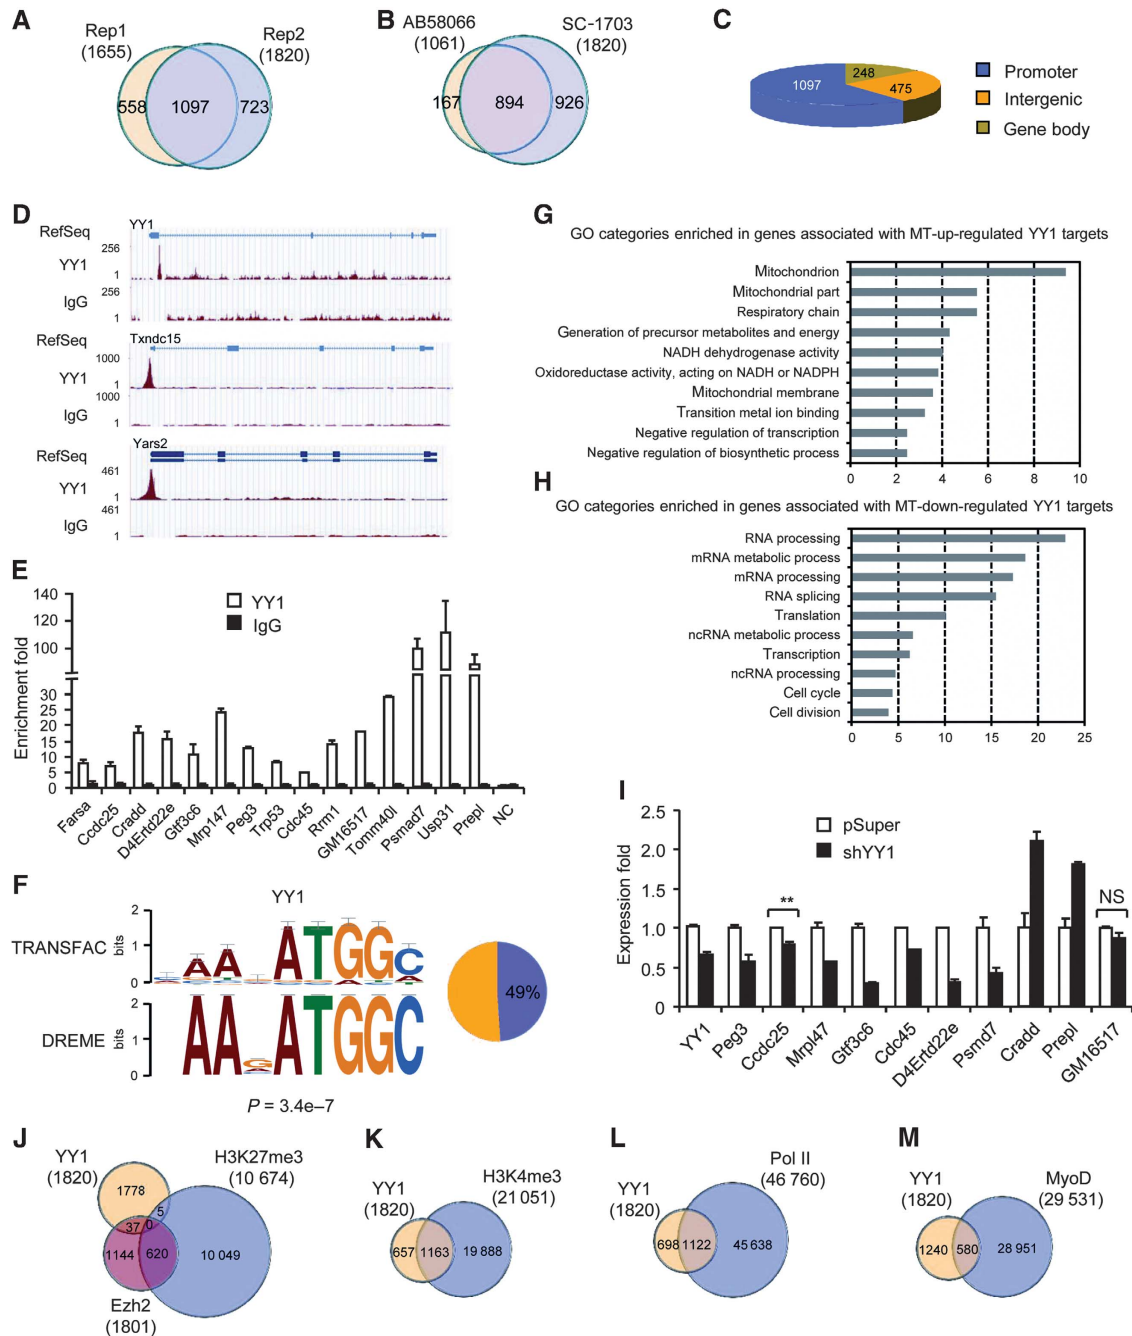 A
Rep1
(1655)
Rep2
(1820)
558
1097
723
B
AB58066
(1061)
SC-1703
(1820)
167
894
926
C
1097
248
475
Promoter
Intergenic
Gene body
D
YY1
RefSeq
256
YY1
1
256
IgG
1
RefSeq
Txndc15
1000
YY1
1
1000
IgG
1
Yars2
RefSeq
461
YY1
1
461
IgG
1
E
Enrichment fold
140
100
30
25
20
15
10
5
0
YY1
IgG
Farsa
Ccdc25
Cradd
D4Ertd22e
Gtf3c6
Mrp147
Peg3
Trp53
Cdc45
Rrm1
GM16517
Tomm40l
Psmad7
Usp31
Prepl
NC
F
YY1
TRANSFAC
bits
2
1
0
AA ATGGC
DREME
bits
2
1
0
AAGATGGC
49%
P = 3.4e–7
G
GO categories enriched in genes associated with MT-up-regulated YY1 targets
Mitochondrion
Mitochondrial part
Respiratory chain
Generation of precursor metabolites and energy
NADH dehydrogenase activity
Oxidoreductase activity, acting on NADH or NADPH
Mitochondrial membrane
Transition metal ion binding
Negative regulation of transcription
Negative regulation of biosynthetic process
0 2 4 6 8 10
H
GO categories enriched in genes associated with MT-down-regulated YY1 targets
RNA processing
mRNA metabolic process
mRNA processing
RNA splicing
Translation
ncRNA metabolic process
Transcription
ncRNA processing
Cell cycle
Cell division
0 5 10 15 20 25
I
Expression fold
2.5
2.0
1.5
1.0
0.5
0
pSuper
shYY1
**
NS
YY1
Peg3
Ccdc25
Mrpl47
Gtf3c6
Cdc45
D4Ertd22e
Psmd7
Cradd
Prepl
GM16517
J
YY1
(1820)
H3K27me3
(10 674)
1778
5
37
0
1144
620
10 049
Ezh2
(1801)
K
YY1
(1820)
H3K4me3
(21 051)
657
1163
19 888
L
YY1
(1820)
Pol II
(46 760)
698
1122
45 638
M
YY1
(1820)
MyoD
(29 531)
1240
580
28 951